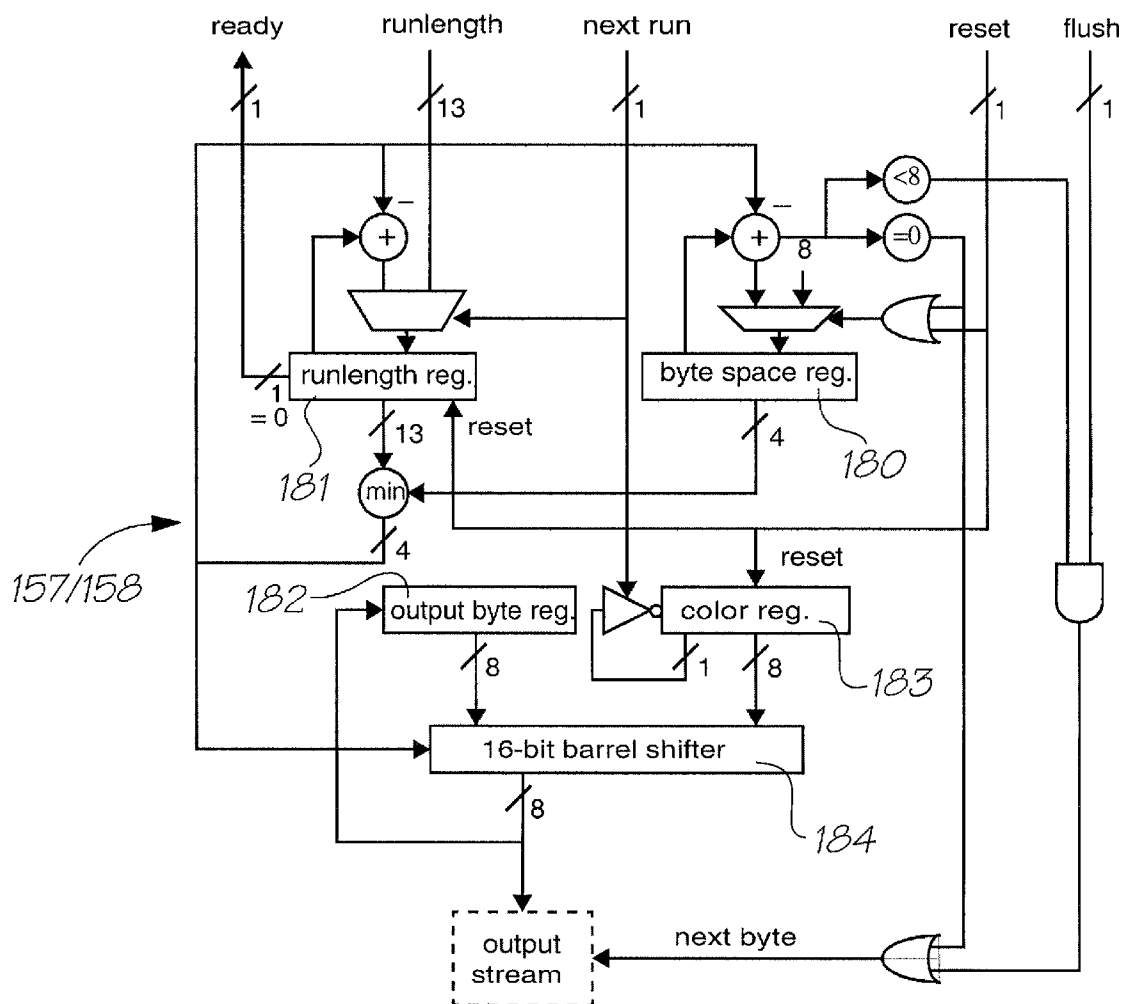 ready
runlength
next run
reset
flush
1
13
1
1
1
–
–
<8
+
+
=0
8
runlength reg.
byte space reg.
1
= 0
13
reset
4
181
180
min
4
reset
157/158
182
output byte reg.
color reg.
8
1
8
183
16-bit barrel shifter
8
184
next byte
output
stream